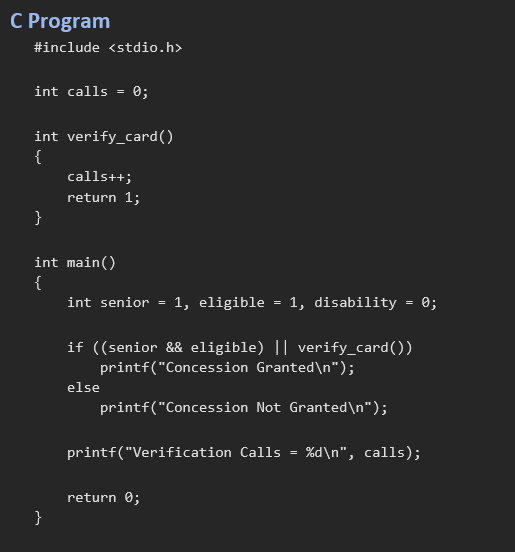 C Program
#include <stdio.h>
int calls = 0;
int verify_card()
{
calls++;
return 1;
}
int main()
{
int senior = 1, eligible = 1, disability = 0;
if ((senior && eligible) || verify_card())
printf("Concession Granted\n");
else
printf("Concession Not Granted\n");
printf("Verification Calls = %d\n", calls);
return 0;
}